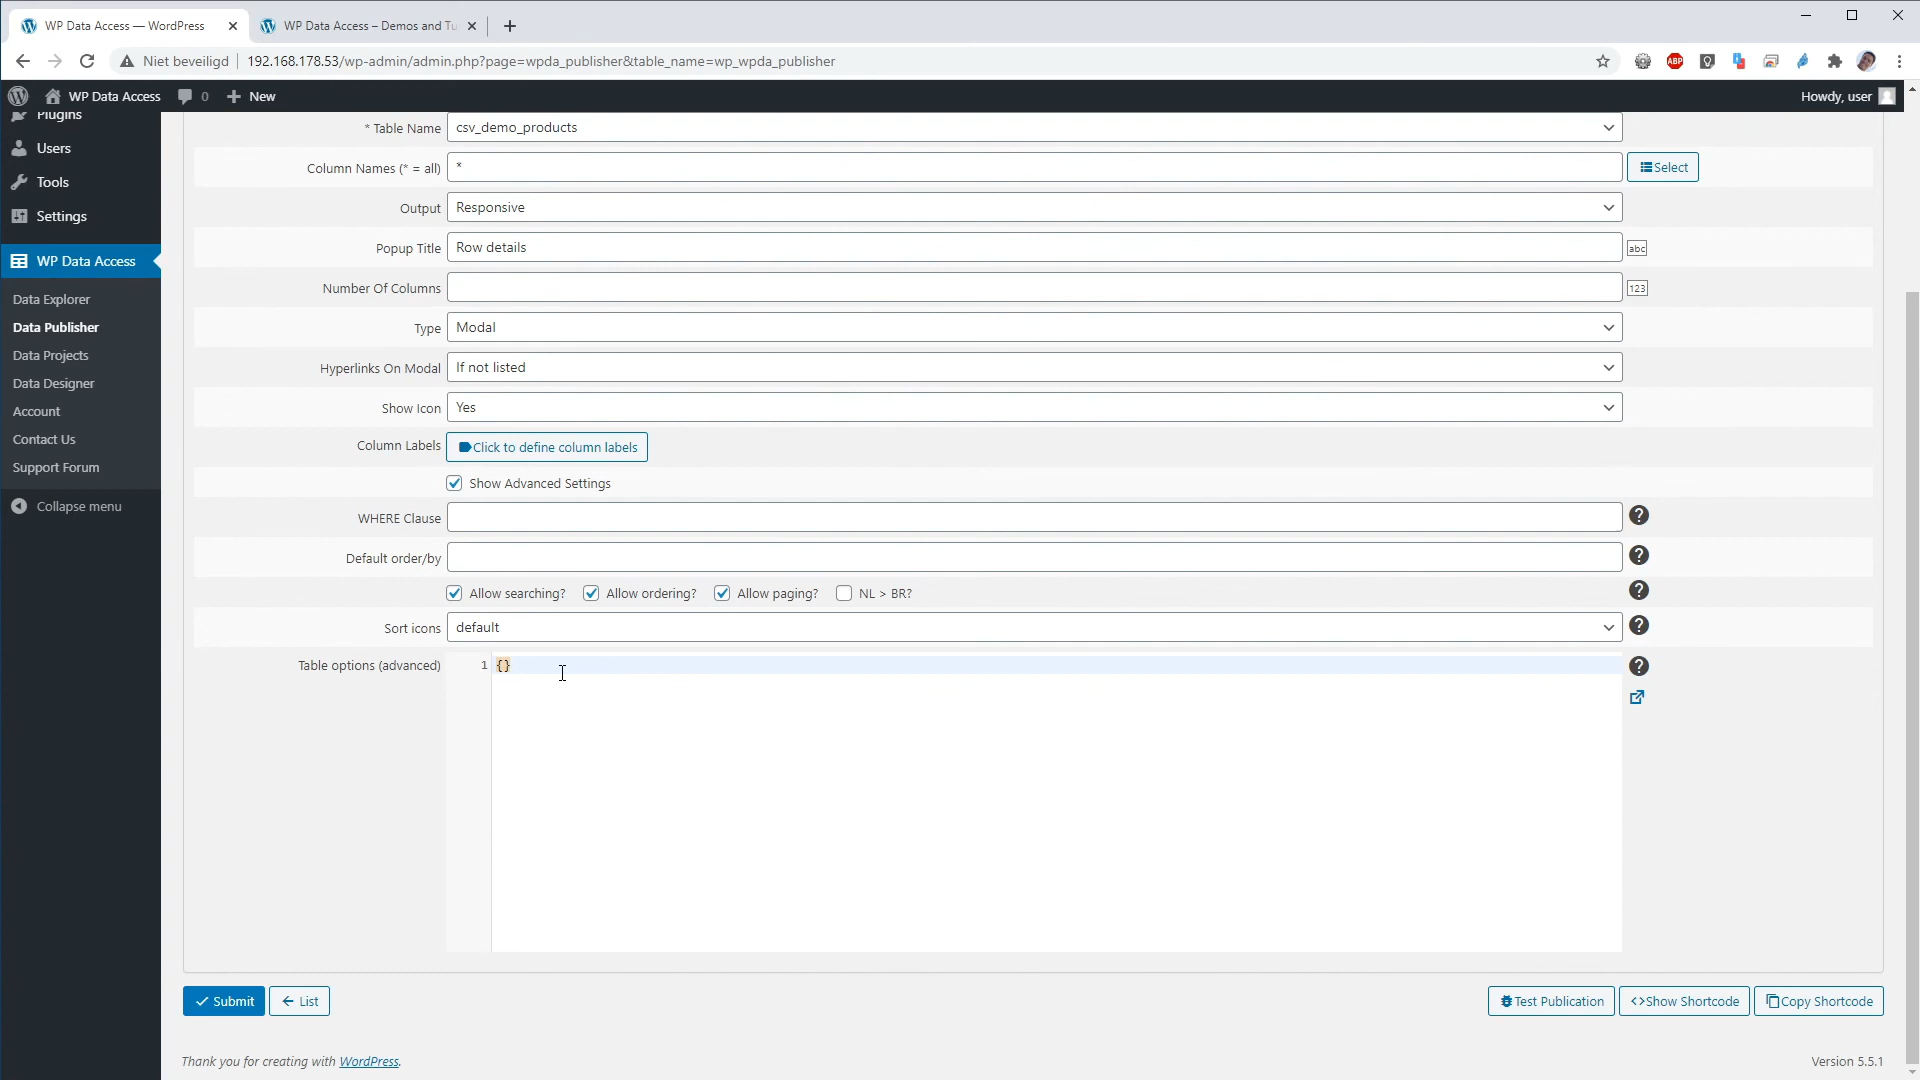 WP Data Access — WordPress
WP Data Access – Demos and Tu
Niet beveiligd
192.168.178.53/wp-admin/admin.php?page=wpda_publisher&table_name=wp_wpda_publisher
ABP
WP Data Access
0
New
Howdy, user
Plugins
Users
Tools
Settings
WP Data Access
Data Explorer
Data Publisher
Data Projects
Data Designer
Account
Contact Us
Support Forum
Collapse menu
* Table Name
csv_demo_products
Column Names (* = all)
*
Select
Output
Responsive
Popup Title
Row details
abc
Number Of Columns
123
Type
Modal
Hyperlinks On Modal
If not listed
Show Icon
Yes
Column Labels
Click to define column labels
Show Advanced Settings
WHERE Clause
?
Default order/by
?
Allow searching?
Allow ordering?
Allow paging?
NL > BR?
?
Sort icons
default
?
Table options (advanced)
1
{}
?
Submit
List
Test Publication
<>Show Shortcode
Copy Shortcode
Thank you for creating with WordPress.
Version 5.5.1